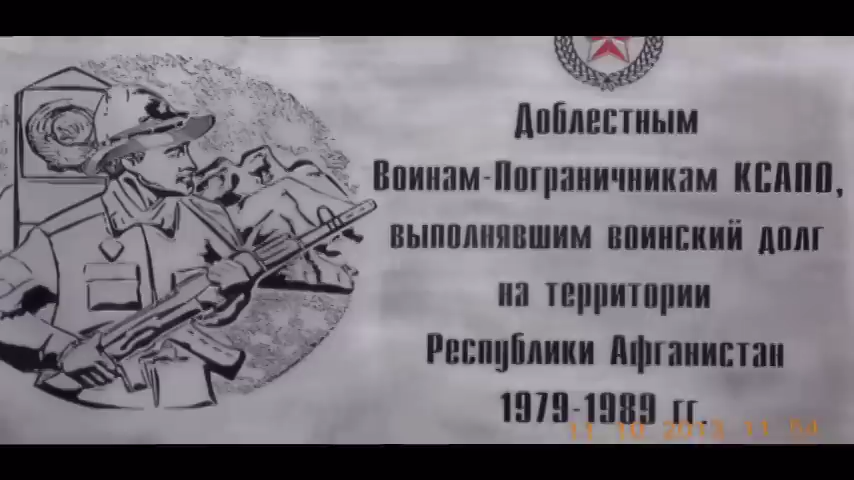 Доблестным
Воинам-Пограничникам КСАПО,
выполнявшим воинский долг
на территории
Республики Афганистан
1979-1989 гг.
11 10 2013 11 54